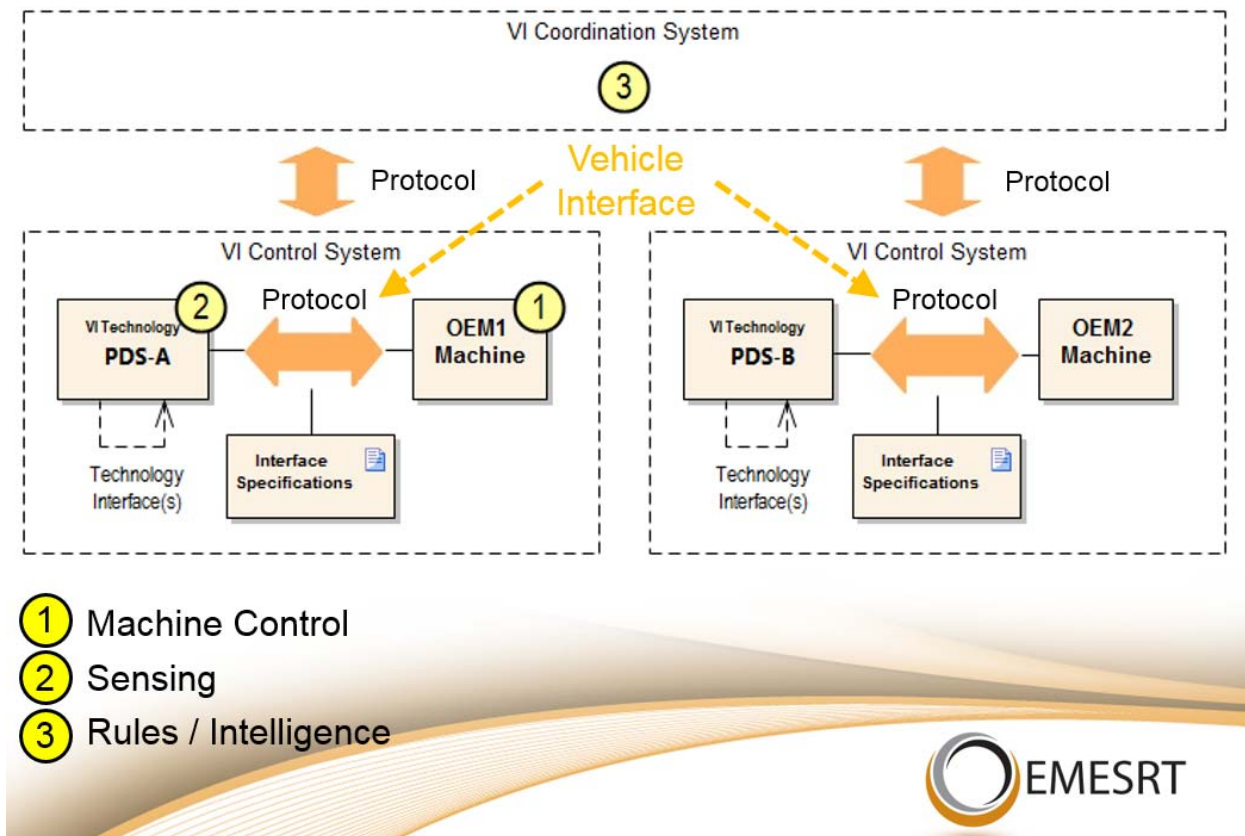 VI Coordination System
3
Protocol
Vehicle
Interface
Protocol
VI Control System
VI Technology
PDS-A
2
Protocol
OEM1
Machine
1
Technology
Interface(s)
Interface
Specifications
VI Control System
VI Technology
PDS-B
Protocol
OEM2
Machine
Technology
Interface(s)
Interface
Specifications
1 Machine Control
2 Sensing
3 Rules / Intelligence
EMESRT